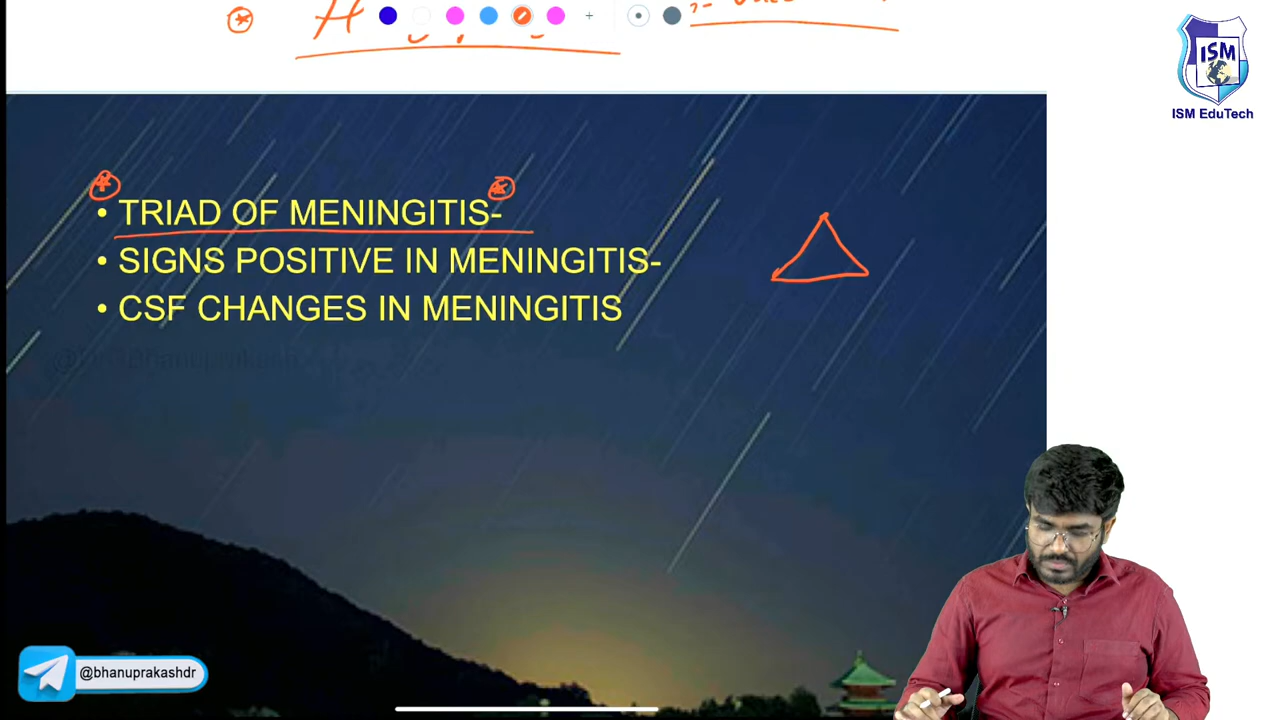 ISM
ISM EduTech
• TRIAD OF MENINGITIS-
• SIGNS POSITIVE IN MENINGITIS-
• CSF CHANGES IN MENINGITIS
@bhanuprakashdr